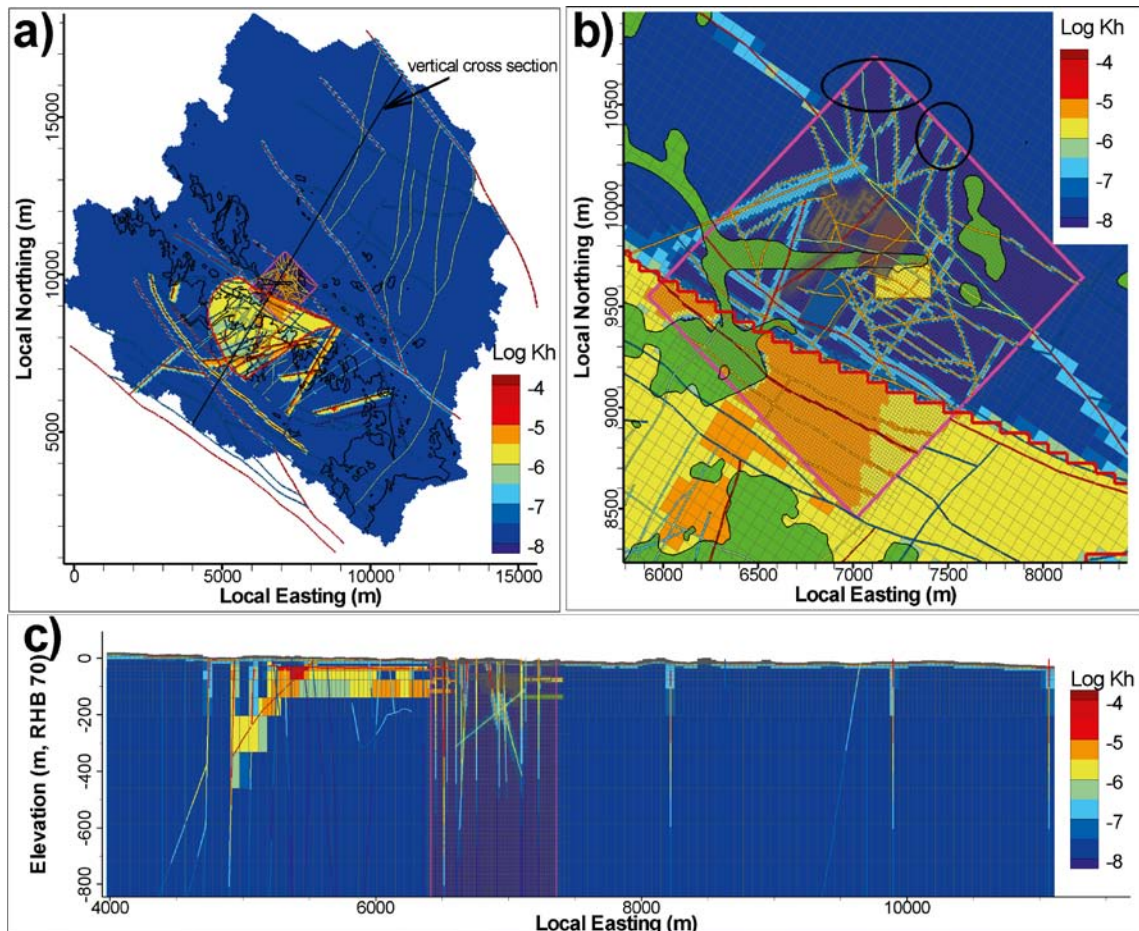 a)
vertical cross section
Local Northing (m)
15000
10000
5000
Log Kh
-4
-5
-6
-7
-8
0 5000 10000 15000
Local Easting (m)
b)
Log Kh
-4
-5
-6
-7
-8
Local Northing (m)
10500
10000
9500
9000
8500
6000 6500 7000 7500 8000
Local Easting (m)
c)
Elevation (m, RHB 70)
0
-200
-400
-600
-800
Log Kh
-4
-5
-6
-7
-8
4000 6000 8000 10000
Local Easting (m)